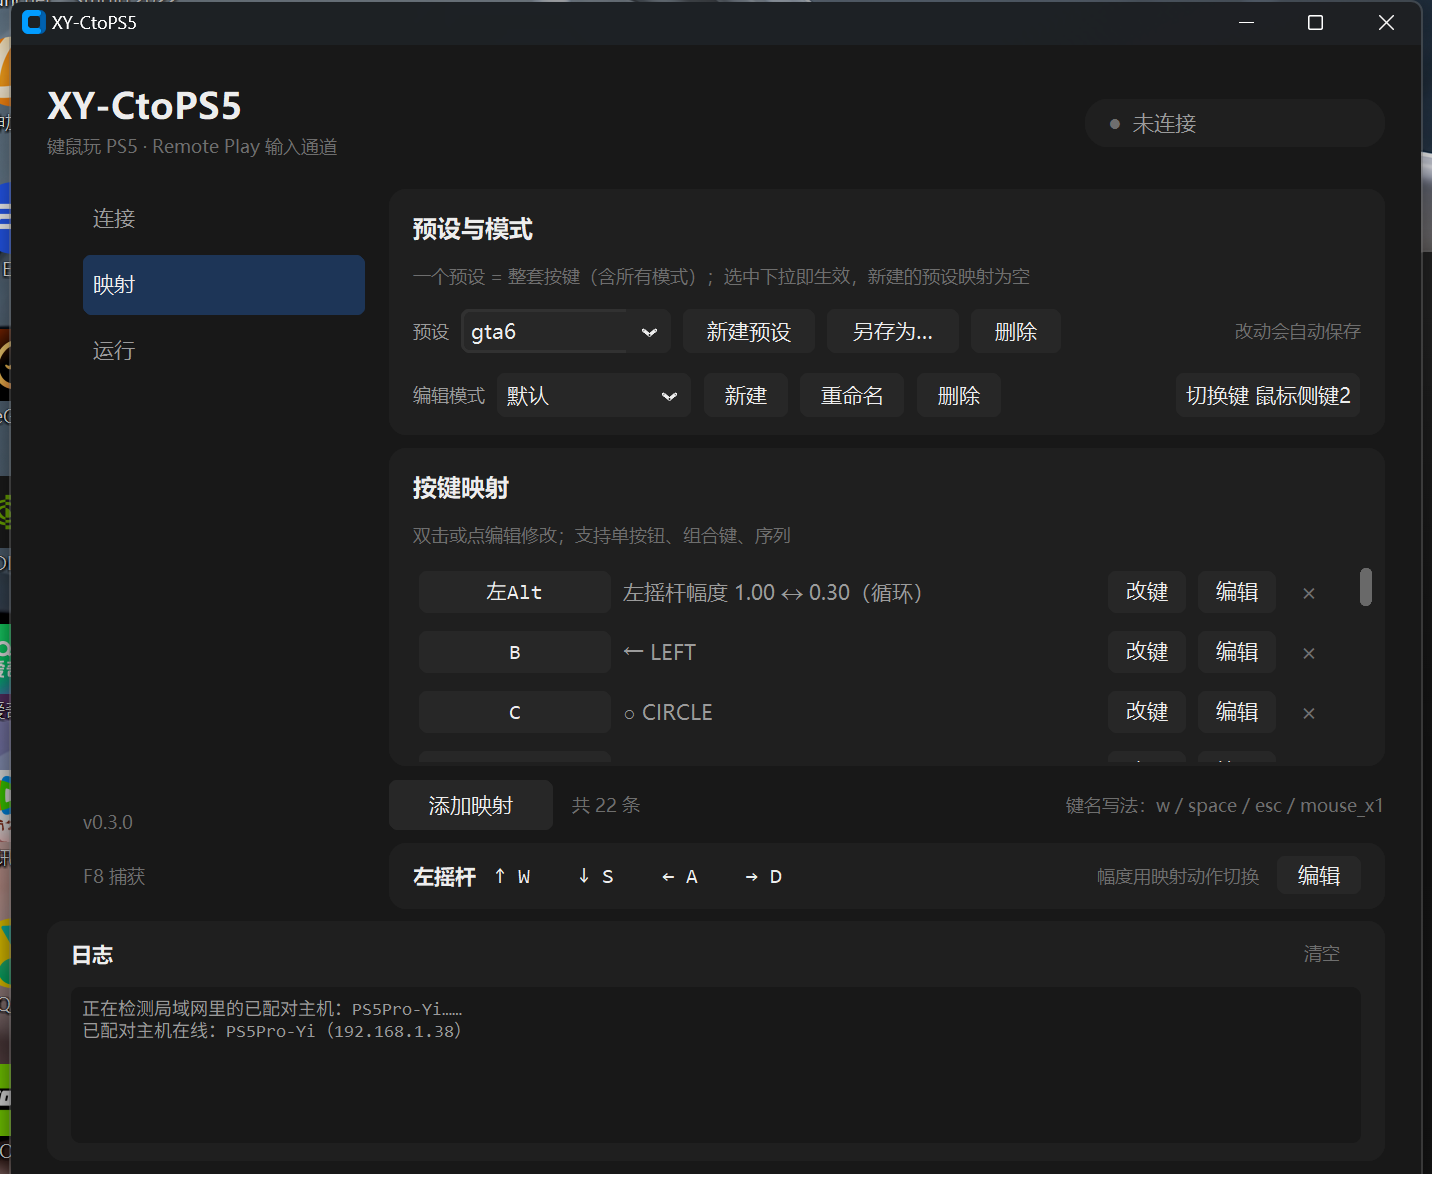 XY-CtoPS5
XY-CtoPS5
键鼠玩 PS5 · Remote Play 输入通道
● 未连接
连接
映射
运行
v0.3.0
F8 捕获
预设与模式
一个预设 = 整套按键（含所有模式）；选中下拉即生效，新建的预设映射为空
预设 gta6 新建预设 另存为... 删除 改动会自动保存
编辑模式 默认 新建 重命名 删除 切换键 鼠标侧键2
按键映射
双击或点编辑修改；支持单按钮、组合键、序列
左Alt 左摇杆幅度 1.00 ↔ 0.30（循环） 改键 编辑 ×
B ← LEFT 改键 编辑 ×
C ○ CIRCLE 改键 编辑 ×
添加映射 共 22 条 键名写法：w / space / esc / mouse_x1
左摇杆 ↑ W ↓ S ← A → D 幅度用映射动作切换 编辑
日志 清空
正在检测局域网里的已配对主机：PS5Pro-Yi……
已配对主机在线：PS5Pro-Yi（192.168.1.38）